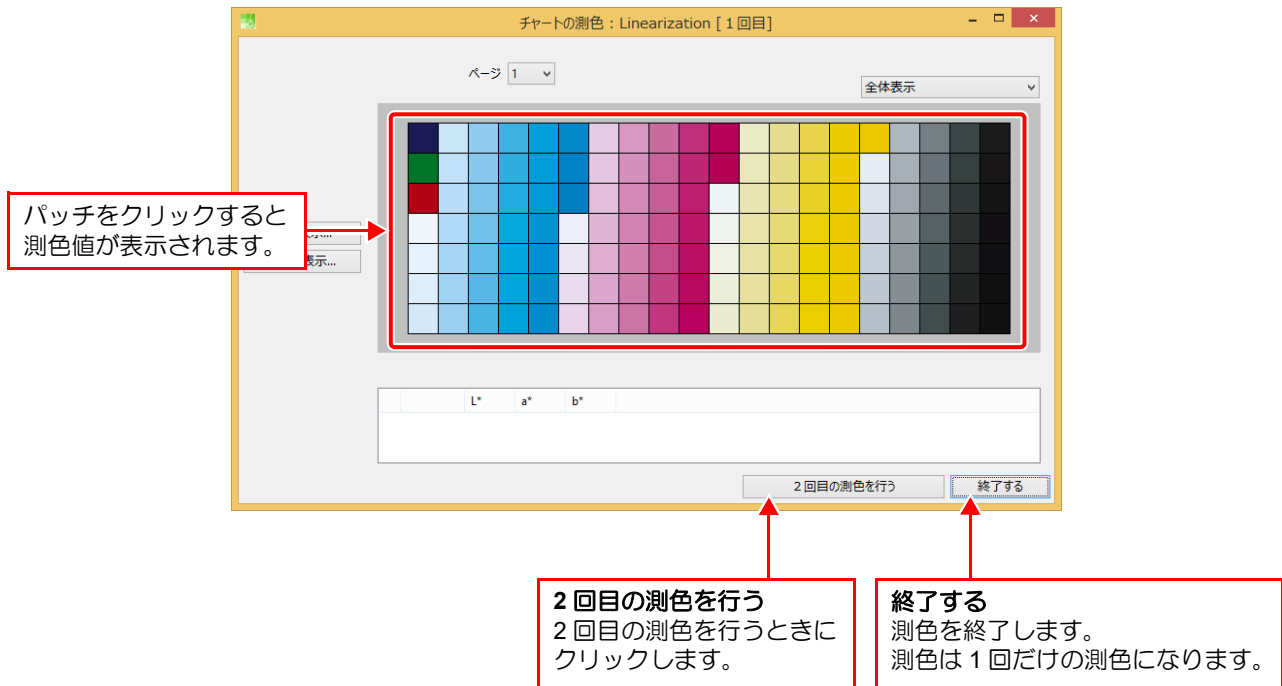 チャートの測色：Linearization [ 1 回目]
ページ 1
全体表示
パッチをクリックすると
測色値が表示されます。
表示...
L* a* b*
2 回目の測色を行う
終了する
2 回目の測色を行う
2 回目の測色を行うときに
クリックします。
終了する
測色を終了します。
測色は 1 回だけの測色になります。